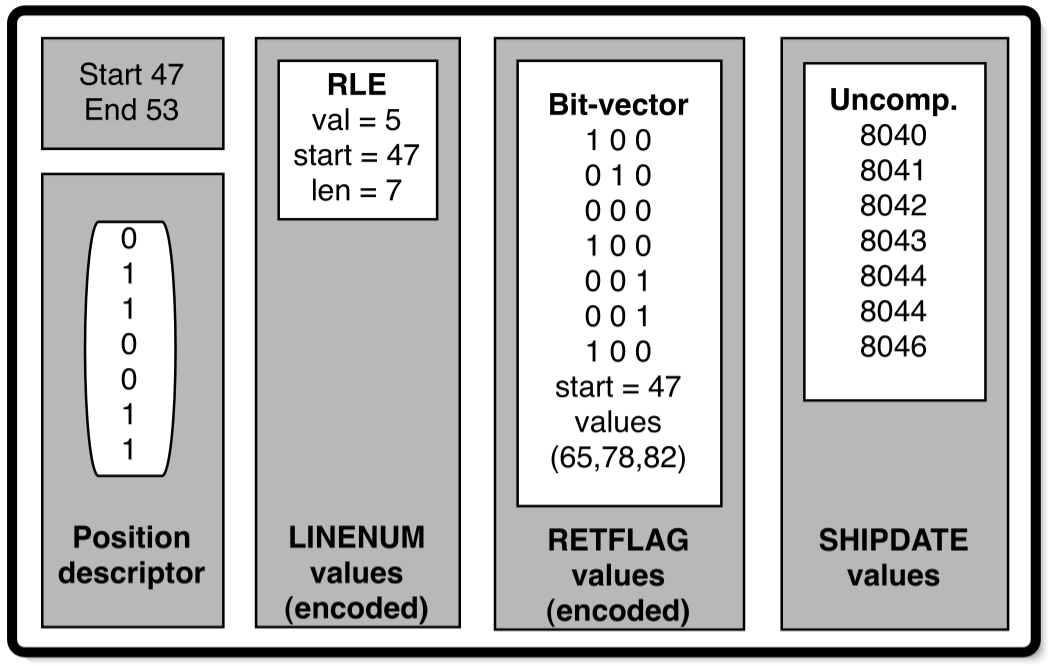 Start 47
End 53
0
1
1
0
0
1
1
Position
descriptor
RLE
val = 5
start = 47
len = 7
LINENUM
values
(encoded)
Bit-vector
1 0 0
0 1 0
0 0 0
1 0 0
0 0 1
0 0 1
1 0 0
start = 47
values
(65,78,82)
RETFLAG
values
(encoded)
Uncomp.
8040
8041
8042
8043
8044
8044
8046
SHIPDATE
values